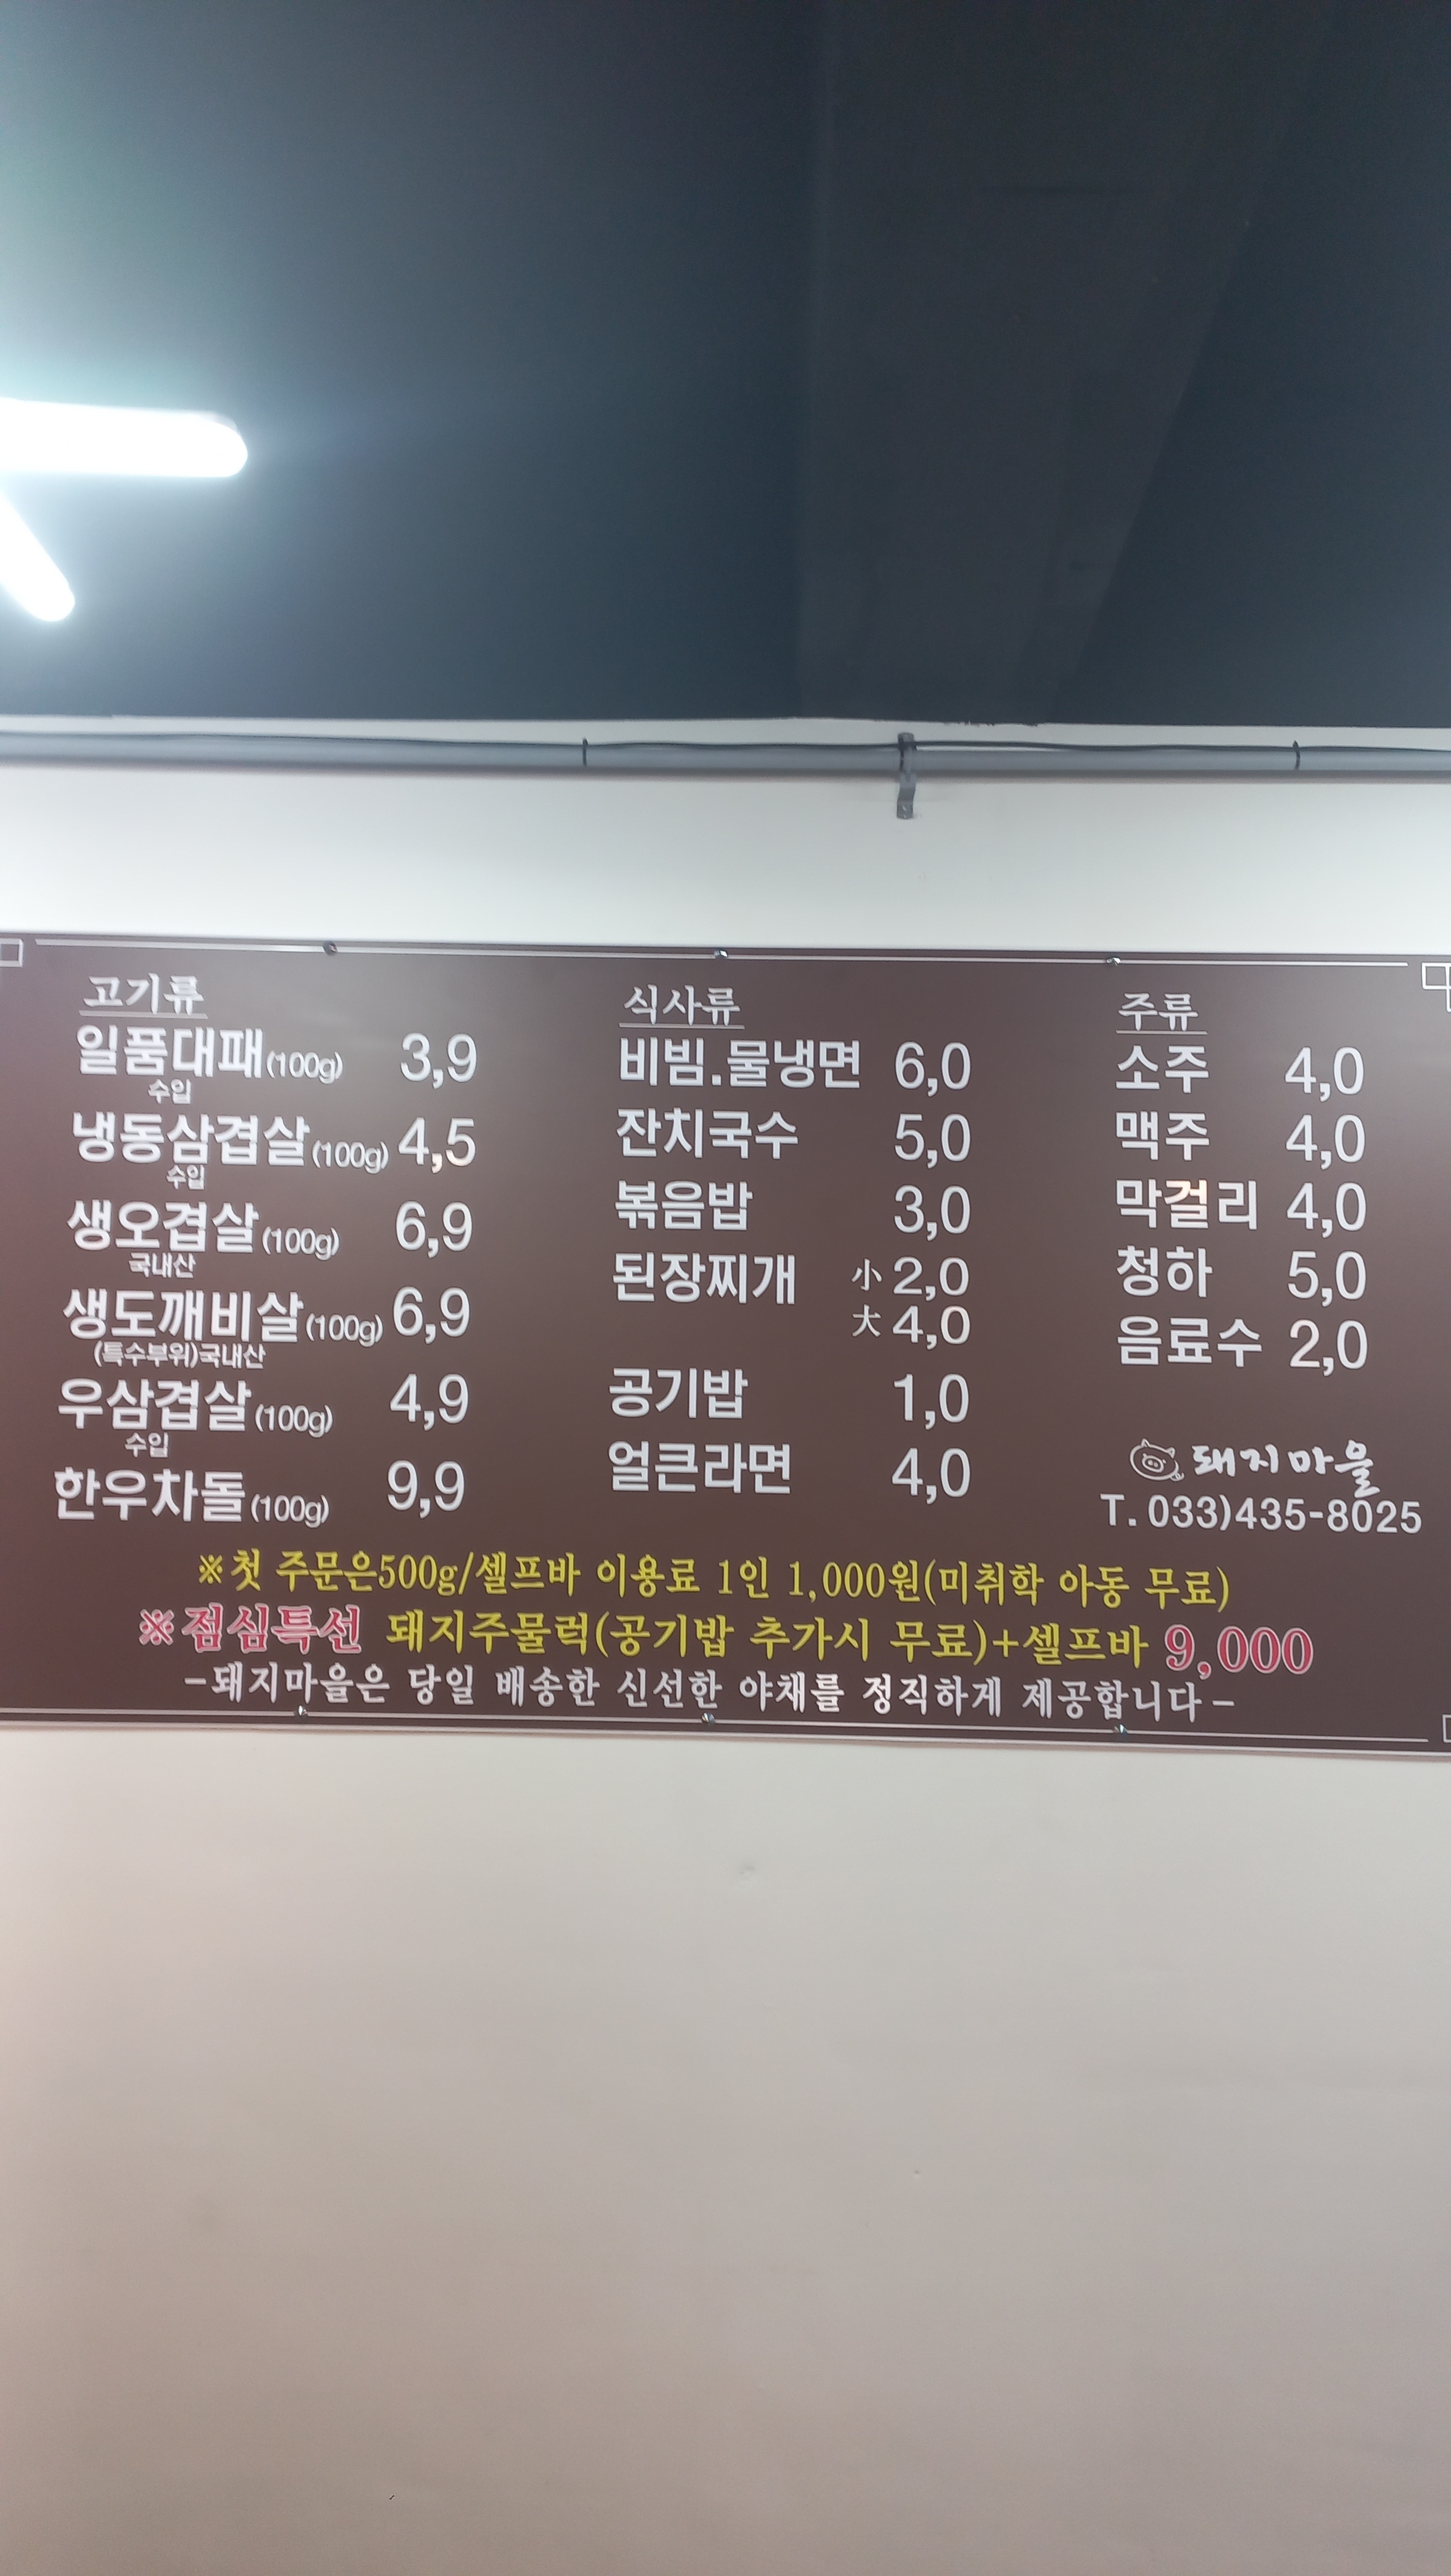 고기류
일품대패(100g) 3,9
수입
냉동삼겹살(100g) 4,5
수입
생오겹살(100g) 6,9
국내산
생도깨비살(100g) 6,9
(특수부위)국내산
우삼겹살(100g) 4,9
수입
한우차돌(100g) 9,9
식사류
비빔.물냉면 6,0
잔치국수 5,0
볶음밥 3,0
된장찌개 小 2,0
大 4,0
공기밥 1,0
얼큰라면 4,0
주류
소주 4,0
맥주 4,0
막걸리 4,0
청하 5,0
음료수 2,0
돼지마을
T. 033)435-8025
※첫 주문은500g/셀프바 이용료 1인 1,000원(미취학 아동 무료)
※점심특선 돼지주물럭(공기밥 추가시 무료)+셀프바 9,000
-돼지마을은 당일 배송한 신선한 야채를 정직하게 제공합니다-